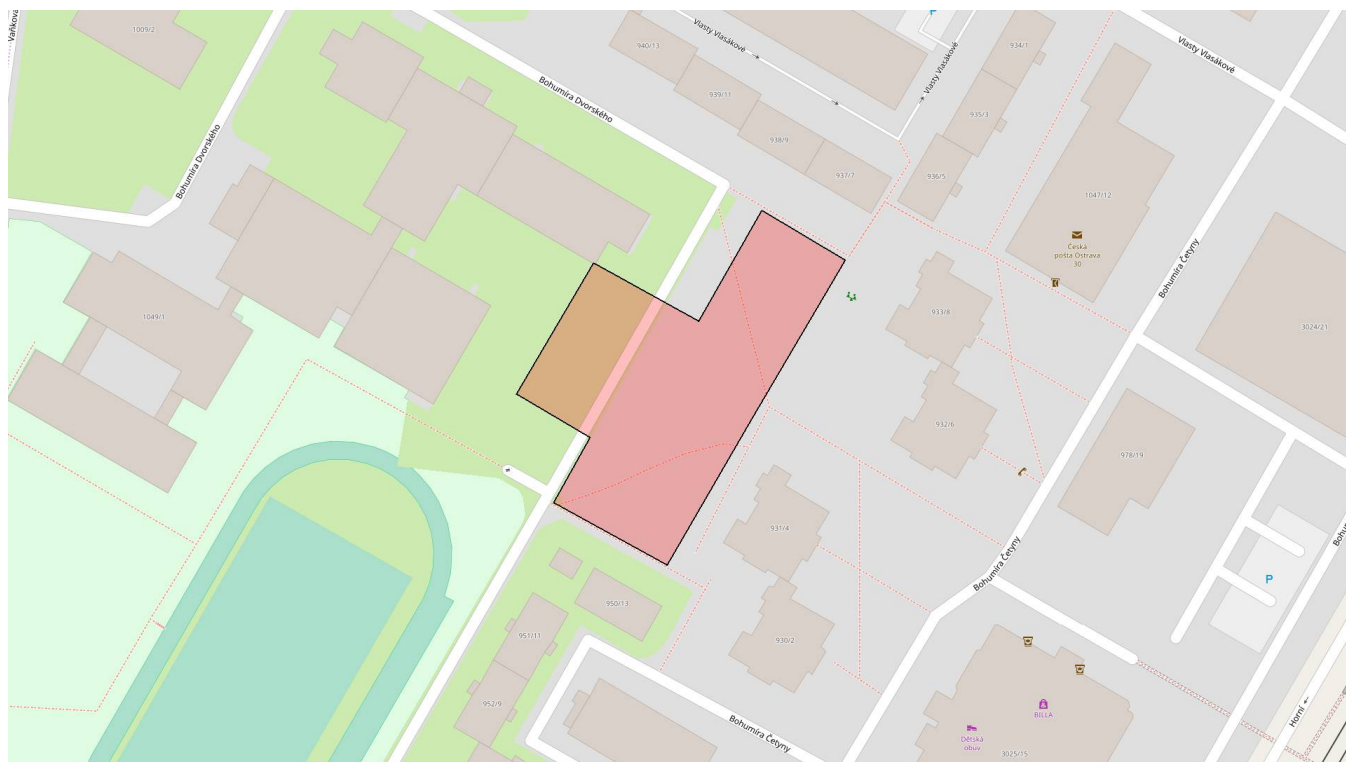 Vaňkova
1009/2
Bohumíra Dvorského
940/13
Vlasty Vlasákové
P
934/1
Vlasty Vlasákové
Vlasty Vlasákové
Bohumíra Dvorského
939/11
938/9
937/7
935/3
936/5
1047/12
Česká
pošta Ostrava
30
Bohumíra Četyny
1049/1
933/8
3024/21
932/6
978/19
931/4
Bohumíra Četyny
P
950/13
951/11
930/2
952/9
Bohumíra Četyny
BILLA
Dětská
obuv
3025/15
Horní